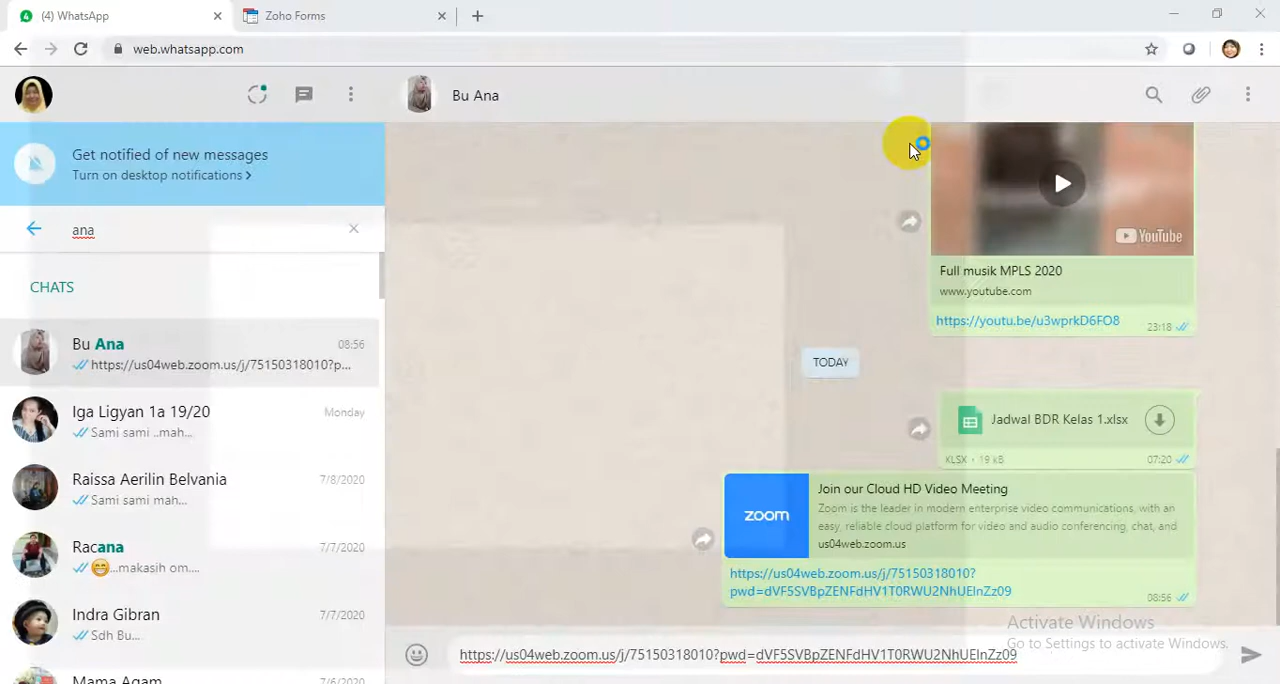 (4) WhatsApp
Zoho Forms
web.whatsapp.com
Bu Ana
Get notified of new messages
Turn on desktop notifications >
ana
CHATS
Bu Ana
08:56
https://us04web.zoom.us/j/75150318010?p...
Iga Ligyan 1a 19/20
Monday
Sami sami ..mah...
Raissa Aerilin Belvania
7/8/2020
Sami sami mah...
Racana
7/7/2020
...makasih om....
Indra Gibran
7/7/2020
Sdh Bu...
Mama Agam
7/6/2020
YouTube
Full musik MPLS 2020
www.youtube.com
https://youtu.be/u3wprkD6FO8
23:18
TODAY
Jadwal BDR Kelas 1.xlsx
XLSX • 19 kB
07:20
zoom
Join our Cloud HD Video Meeting
Zoom is the leader in modern enterprise video communications, with an
easy, reliable cloud platform for video and audio conferencing, chat, and
us04web.zoom.us
https://us04web.zoom.us/j/75150318010?
pwd=dVF5SVBpZENFdHV1T0RWU2NhUElnZz09
08:56
Activate Windows
Go to Settings to activate Windows.
https://us04web.zoom.us/j/75150318010?pwd=dVF5SVBpZENFdHV1T0RWU2NhUElnZz09